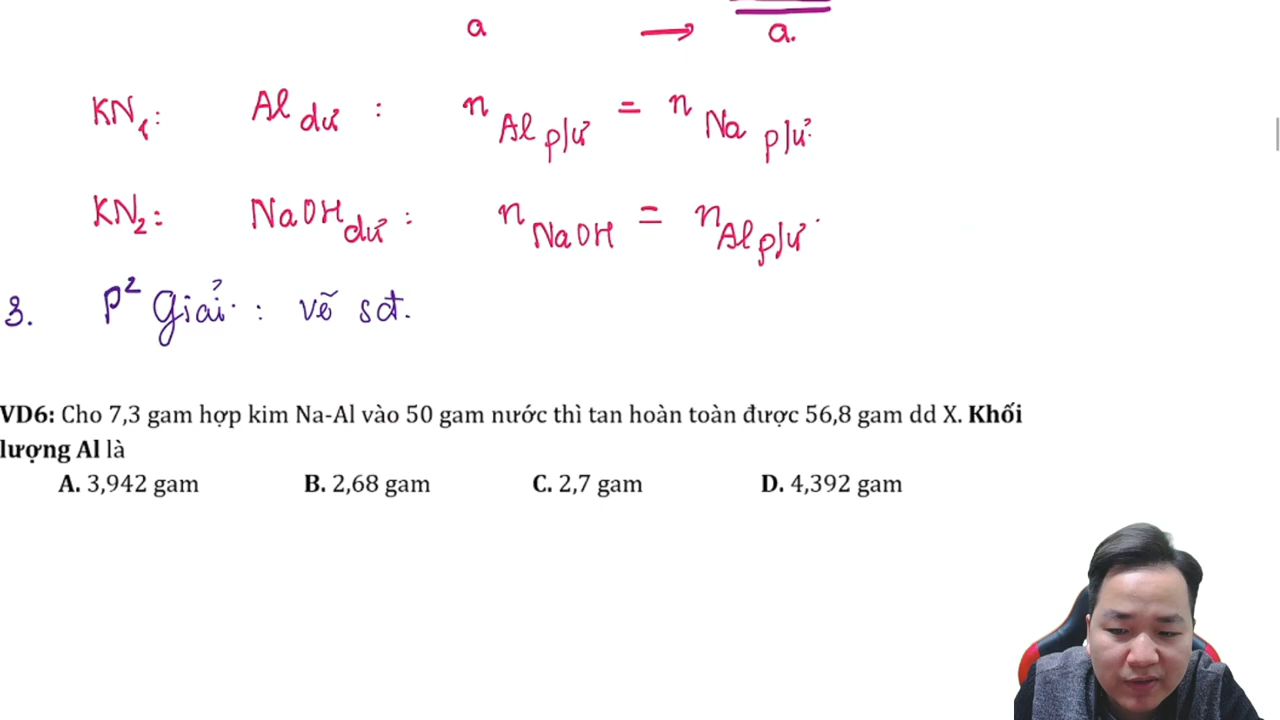 a → a.
KN₁: Al dư : n Al p/ư = n Na p/ư.
KN₂: NaOH dư : n NaOH = n Al p/ư.
3. P² Giải : vẽ sđ.
VD6: Cho 7,3 gam hợp kim Na-Al vào 50 gam nước thì tan hoàn toàn được 56,8 gam dd X. Khối
lượng Al là
A. 3,942 gam B. 2,68 gam C. 2,7 gam D. 4,392 gam